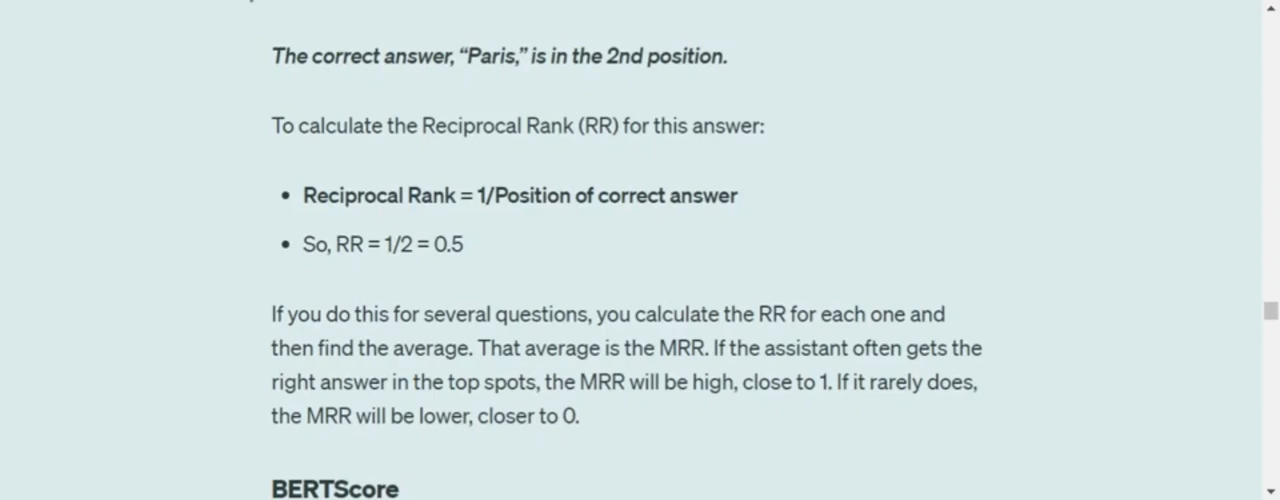 The correct answer, “Paris,” is in the 2nd position.
To calculate the Reciprocal Rank (RR) for this answer:
• Reciprocal Rank = 1/Position of correct answer
• So, RR = 1/2 = 0.5
If you do this for several questions, you calculate the RR for each one and
then find the average. That average is the MRR. If the assistant often gets the
right answer in the top spots, the MRR will be high, close to 1. If it rarely does,
the MRR will be lower, closer to 0.
BERTScore